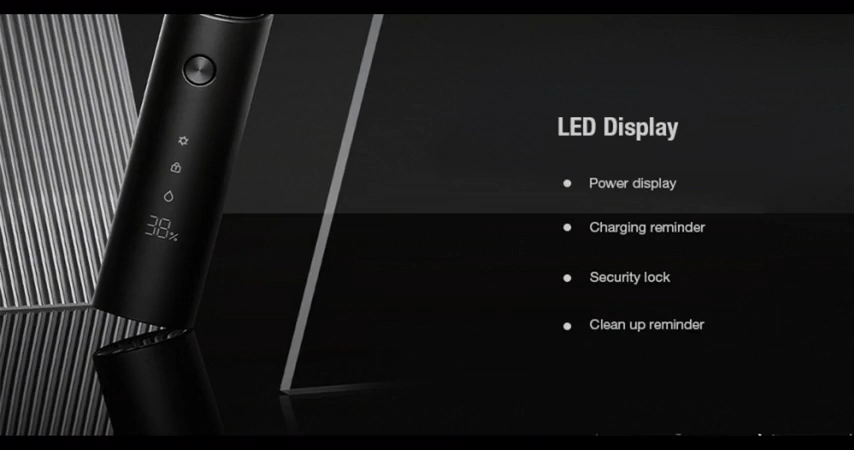 LED Display
Power display
Charging reminder
Security lock
Clean up reminder
38%